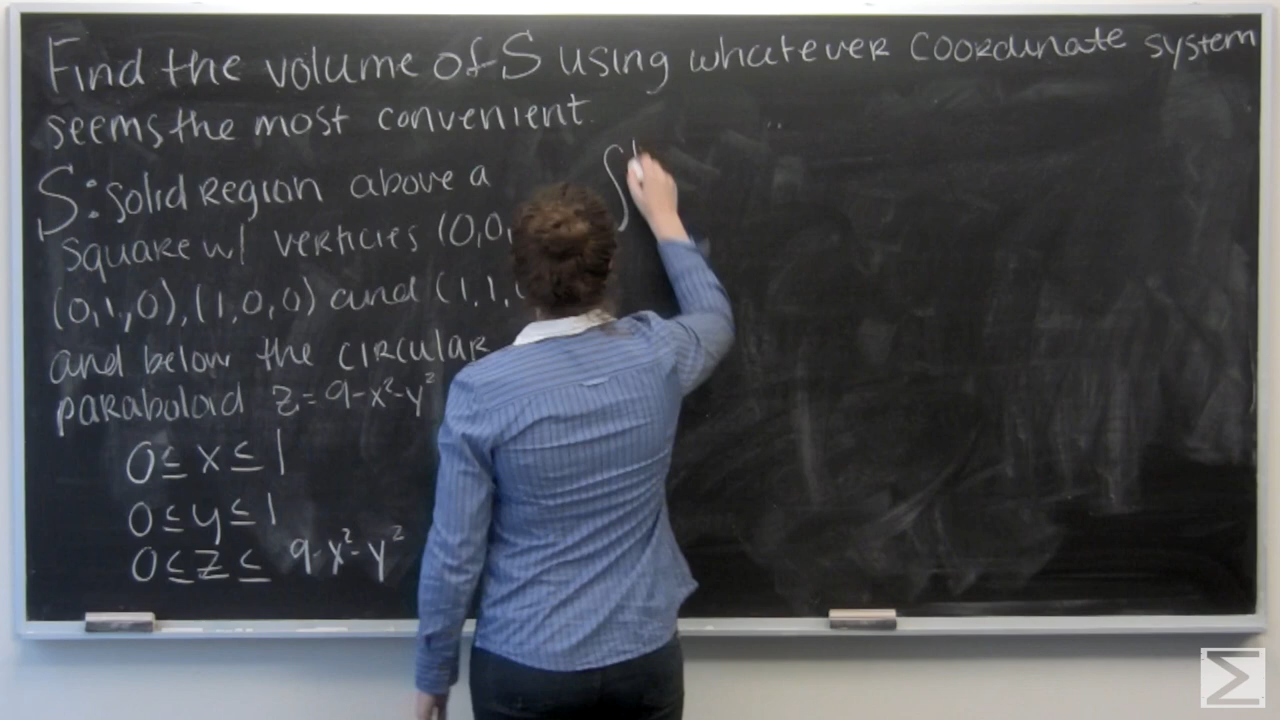 Find the volume of S using whatever coordinate system
seems the most convenient.
S: solid region above a
square w/ verticies (0,0,
(0,1,0), (1,0,0) and (1,1,
and below the circular
paraboloid z=9-x²-y²
0≤x≤1
0≤y≤1
0≤z≤ 9-x²-y²
∫
Σ